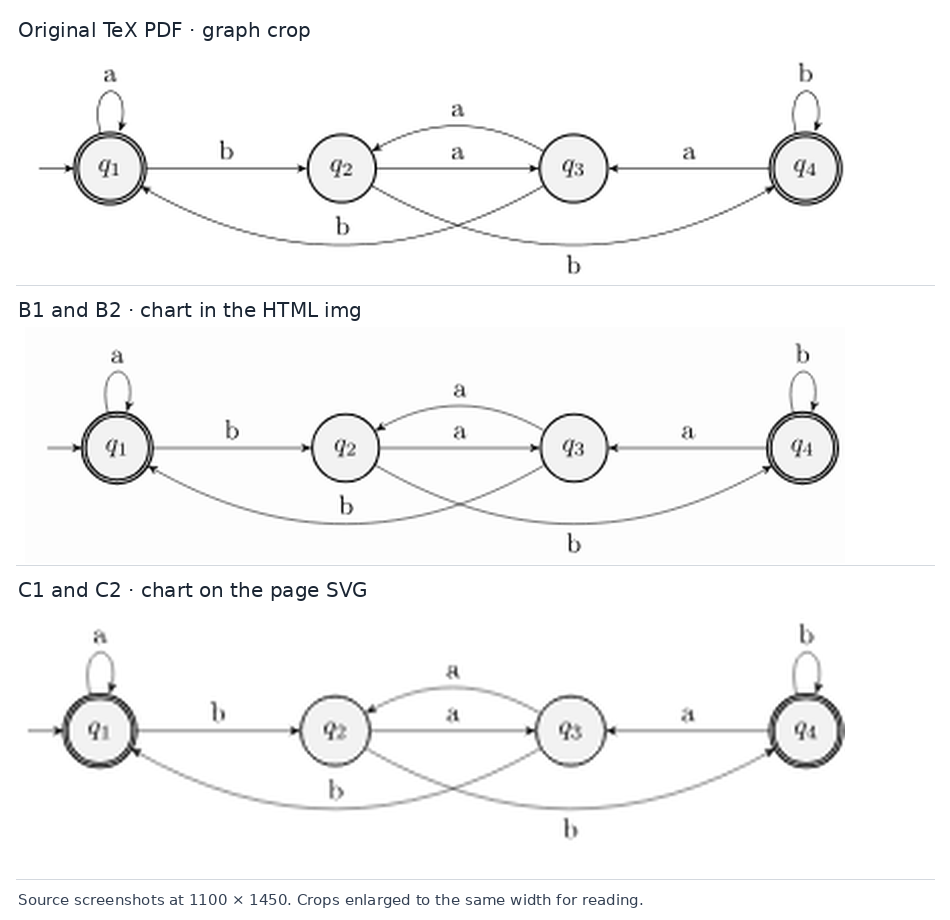 Original TeX PDF · graph crop
a
b
a
b
a
a
q1
q2
q3
q4
b
b
B1 and B2 · chart in the HTML img
a
b
a
b
a
a
q1
q2
q3
q4
b
b
C1 and C2 · chart on the page SVG
a
b
a
b
a
a
q1
q2
q3
q4
b
b
Source screenshots at 1100 × 1450. Crops enlarged to the same width for reading.